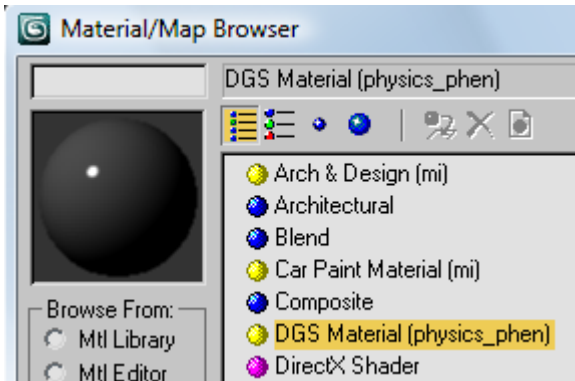 Material/Map Browser
DGS Material (physics_phen)
Arch & Design (mi)
Architectural
Blend
Car Paint Material (mi)
Composite
DGS Material (physics_phen)
DirectX Shader
Browse From:
Mtl Library
Mtl Editor